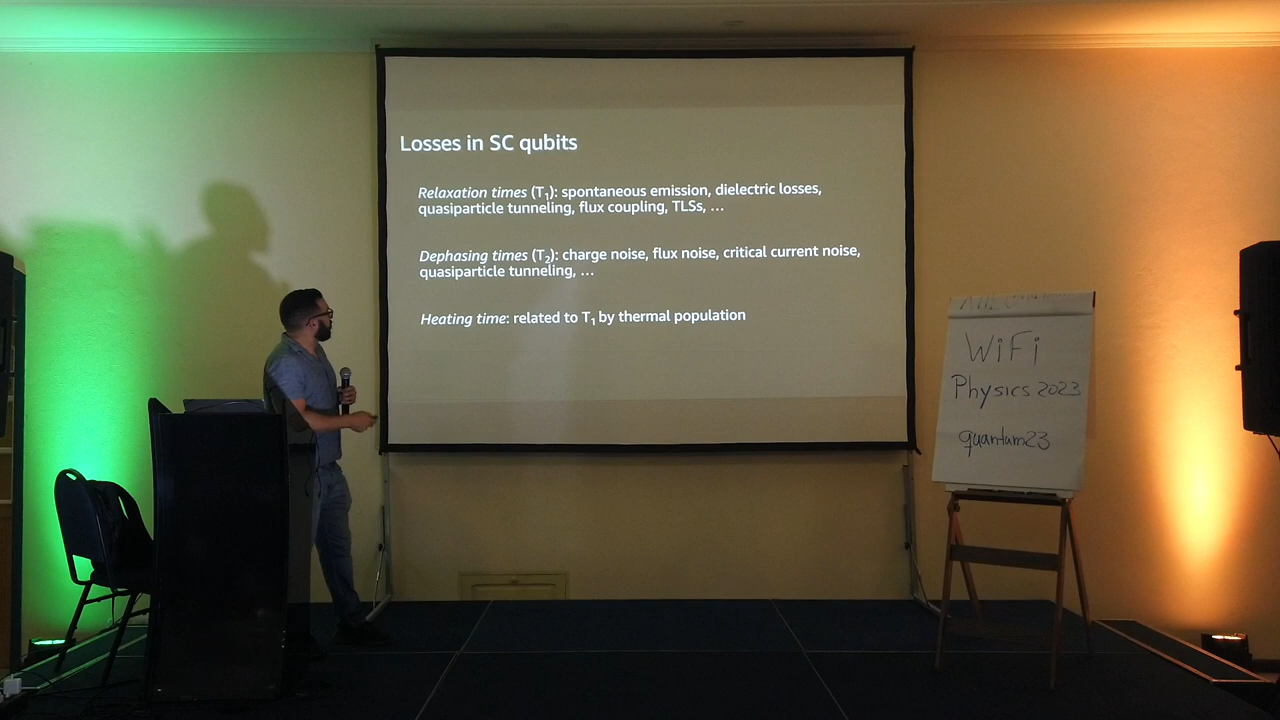 Losses in SC qubits
Relaxation times (T₁): spontaneous emission, dielectric losses,
quasiparticle tunneling, flux coupling, TLSs, ...
Dephasing times (T₂): charge noise, flux noise, critical current noise,
quasiparticle tunneling, ...
Heating time: related to T₁ by thermal population
WiFi
Physics 2023
quantum23